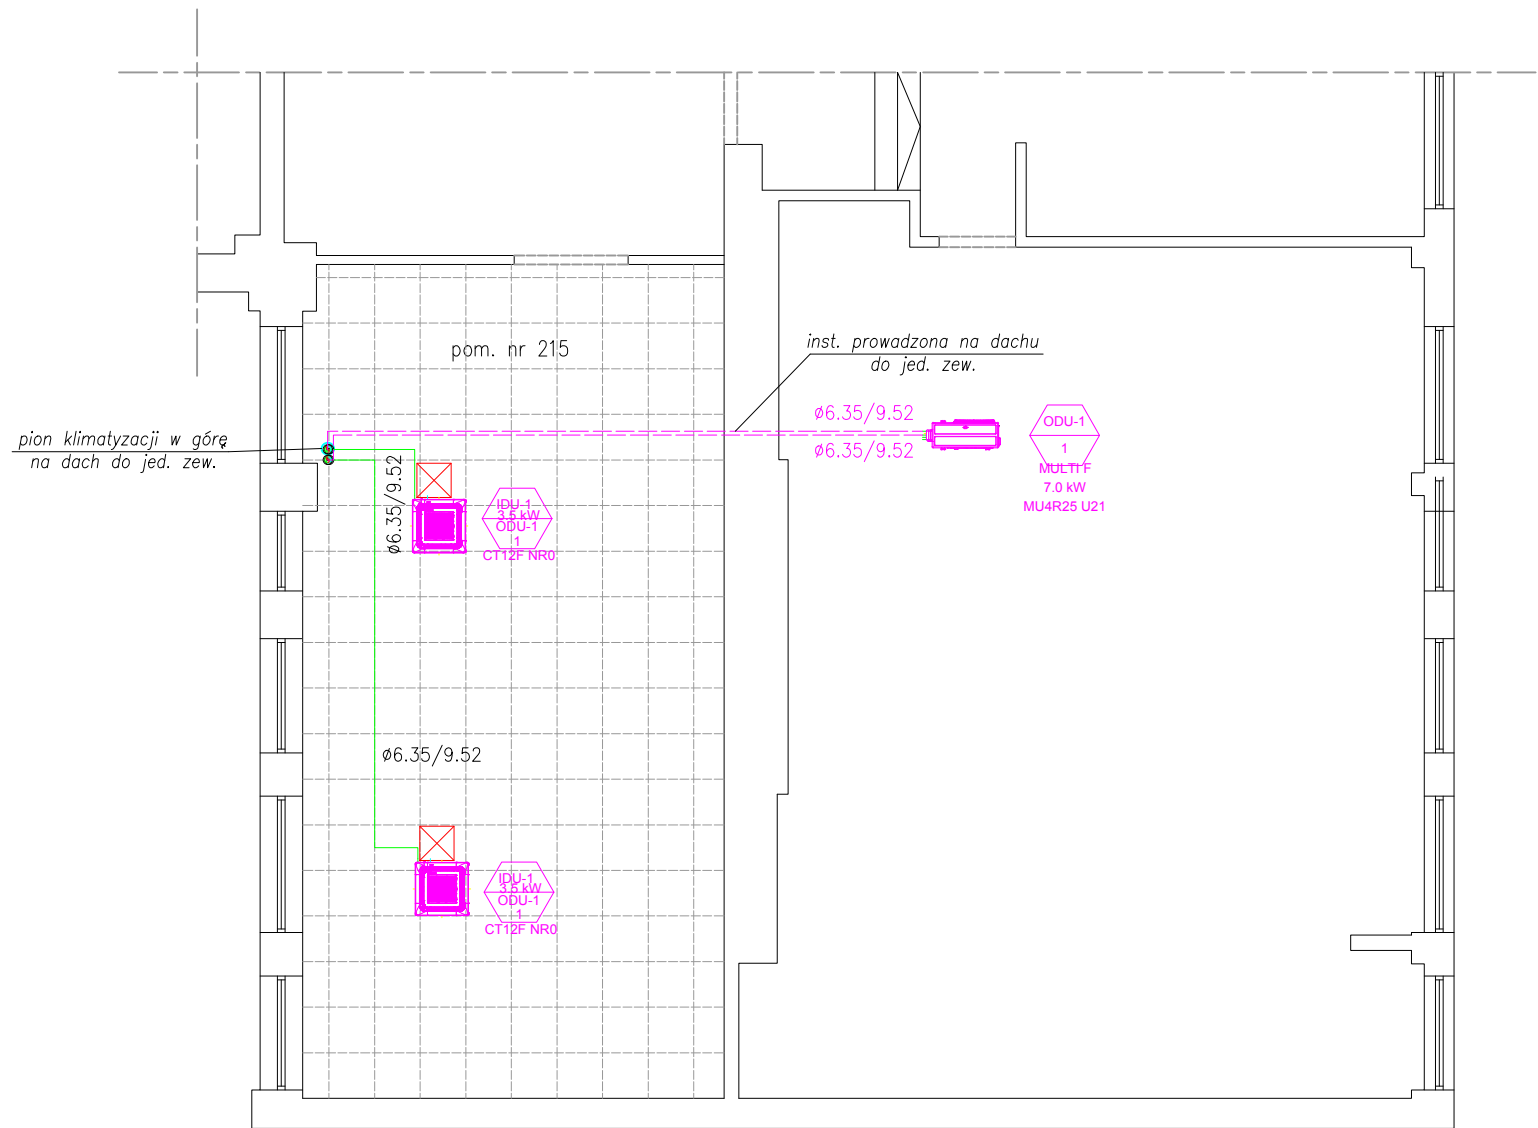 pom. nr 215
inst. prowadzona na dachu
do jed. zew.
ø6.35/9.52
ø6.35/9.52
ODU-1
1
MULTI F
7.0 kW
MU4R25 U21
pion klimatyzacji w górę
na dach do jed. zew.
ø6.35/9.52
IDU-1
3.5 kW
ODU-1
1
CT12F NR0
ø6.35/9.52
IDU-1
3.5 kW
ODU-1
1
CT12F NR0